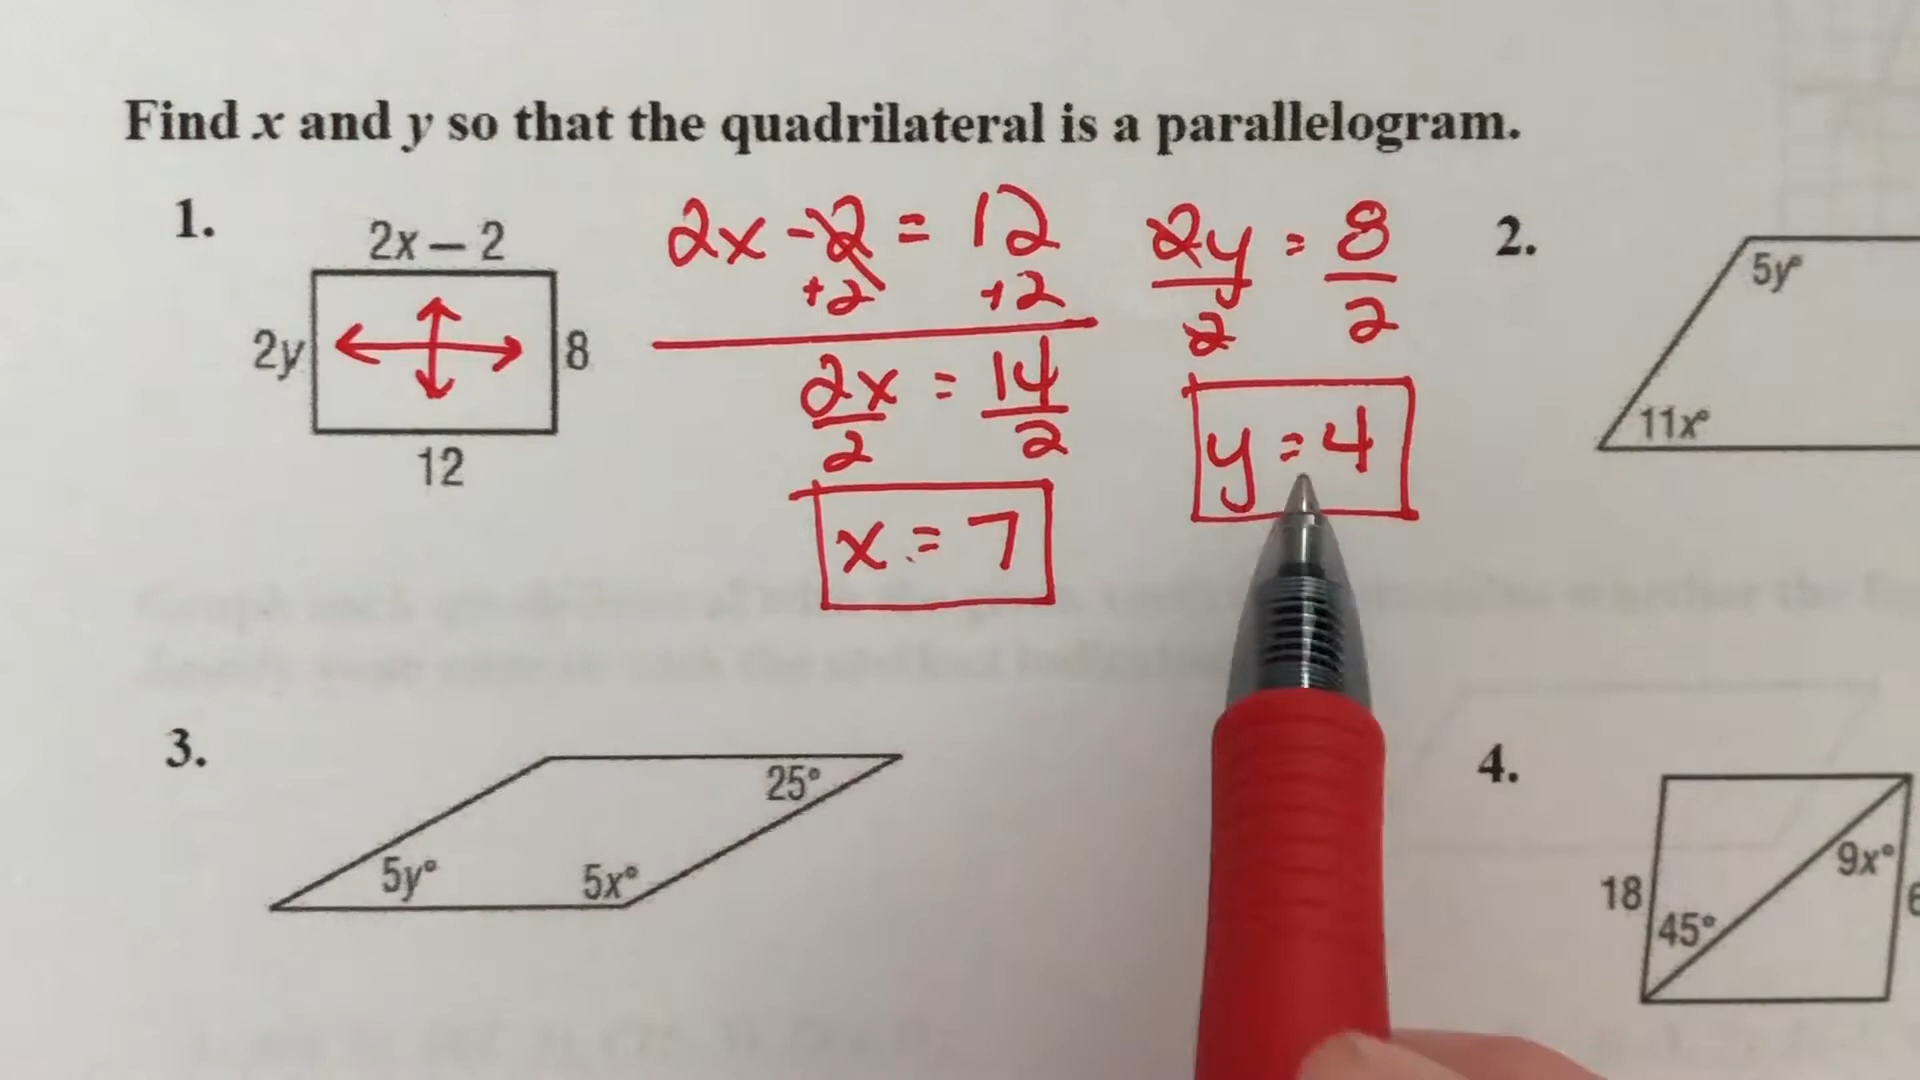 Find x and y so that the quadrilateral is a parallelogram.
1.
2x – 2
2y
8
12
2x - 2 = 12
+2 +2
2x = 14
2 2
x = 7
2y = 8
2 2
y = 4
2.
5y°
11x°
3.
25°
5y°
5x°
4.
18
45°
9x°
6